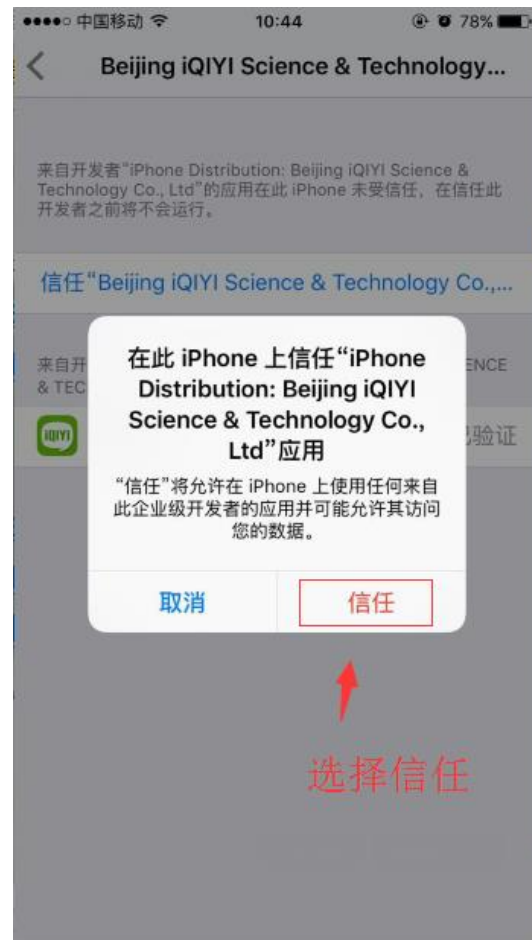 中国移动 10:44 78%
Beijing iQIYI Science & Technology...
来自开发者“iPhone Distribution: Beijing iQIYI Science &
Technology Co., Ltd”的应用在此 iPhone 未受信任，在信任此
开发者之前将不会运行。
信任“Beijing iQIYI Science & Technology Co.,...
来自开
ENCE
& TEC
iQIYI
验证
在此 iPhone 上信任“iPhone
Distribution: Beijing iQIYI
Science & Technology Co.,
Ltd”应用
“信任”将允许在 iPhone 上使用任何来自
此企业级开发者的应用并可能允许其访问
您的数据。
取消 信任
选择信任